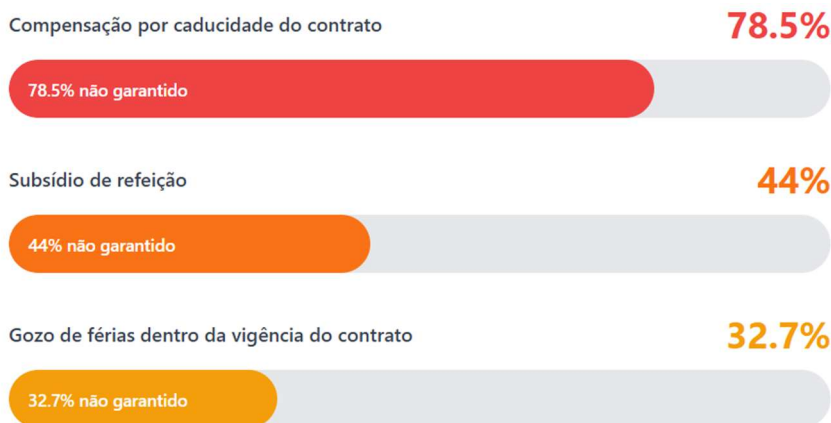 Compensação por caducidade do contrato 78.5%
78.5% não garantido
Subsídio de refeição 44%
44% não garantido
Gozo de férias dentro da vigência do contrato 32.7%
32.7% não garantido